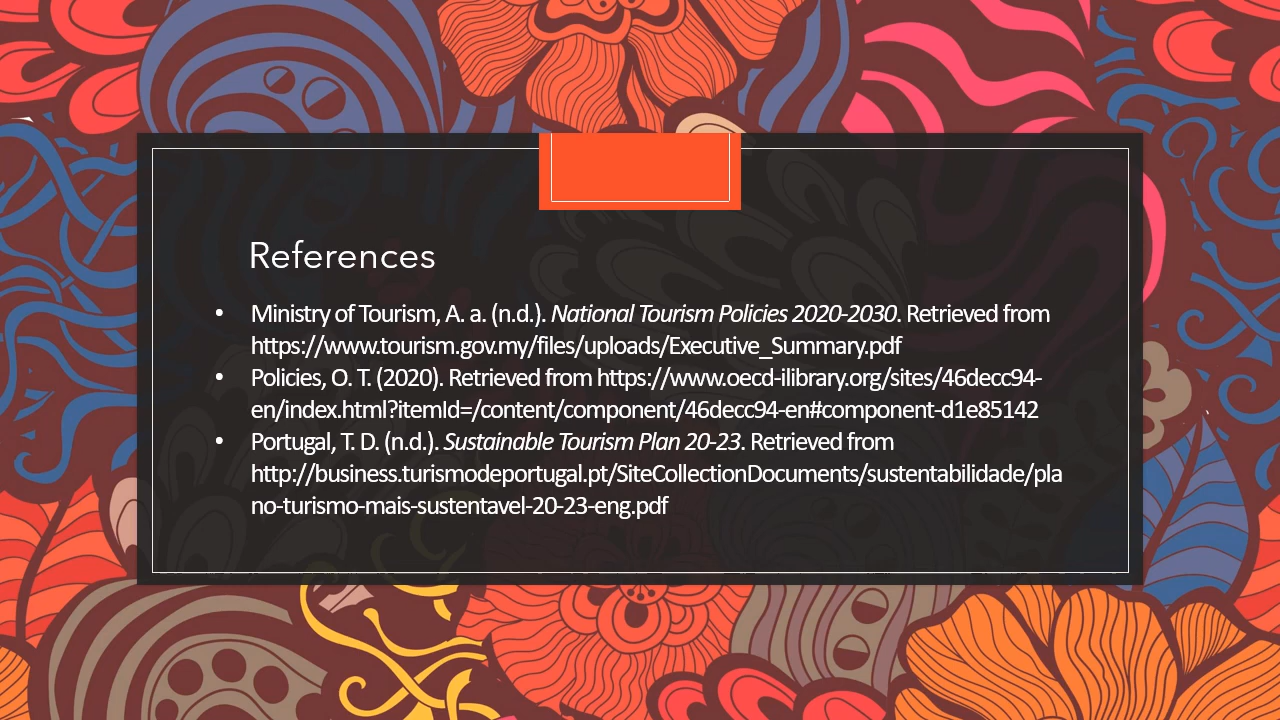 References
• Ministry of Tourism, A. a. (n.d.). National Tourism Policies 2020-2030. Retrieved from
https://www.tourism.gov.my/files/uploads/Executive_Summary.pdf
• Policies, O. T. (2020). Retrieved from https://www.oecd-ilibrary.org/sites/46decc94-
en/index.html?itemId=/content/component/46decc94-en#component-d1e85142
• Portugal, T. D. (n.d.). Sustainable Tourism Plan 20-23. Retrieved from
http://business.turismodeportugal.pt/SiteCollectionDocuments/sustentabilidade/pla
no-turismo-mais-sustentavel-20-23-eng.pdf